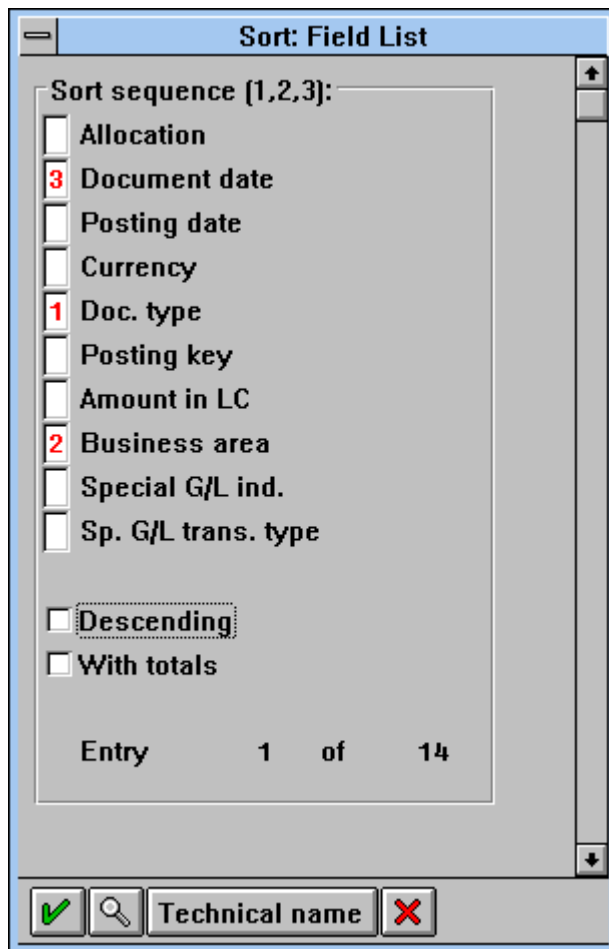 Sort: Field List
Sort sequence (1,2,3):
Allocation
3 Document date
Posting date
Currency
1 Doc. type
Posting key
Amount in LC
2 Business area
Special G/L ind.
Sp. G/L trans. type
Descending
With totals
Entry 1 of 14
Technical name